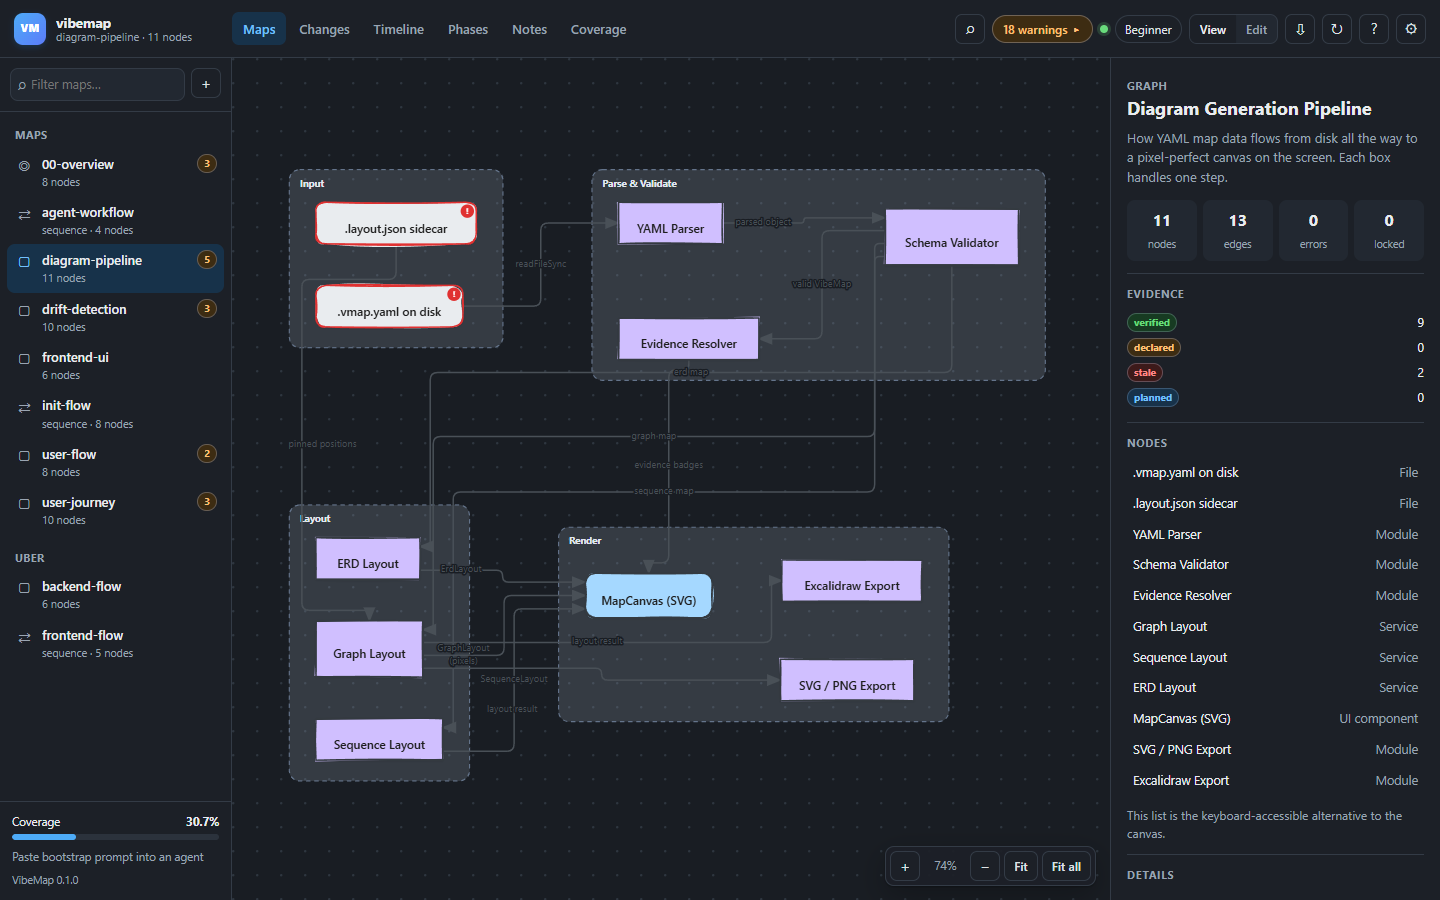 VM
vibemap
diagram-pipeline · 11 nodes
Maps
Changes
Timeline
Phases
Notes
Coverage
18 warnings ▸
Beginner
View
Edit
?
Filter maps...
+
MAPS
00-overview
3
8 nodes
agent-workflow
sequence · 4 nodes
diagram-pipeline
5
11 nodes
drift-detection
3
10 nodes
frontend-ui
6 nodes
init-flow
sequence · 8 nodes
user-flow
2
8 nodes
user-journey
3
10 nodes
UBER
backend-flow
6 nodes
frontend-flow
sequence · 5 nodes
Coverage
30.7%
Paste bootstrap prompt into an agent
VibeMap 0.1.0
Input
.layout.json sidecar
!
.vmap.yaml on disk
!
readFileSync
Parse & Validate
YAML Parser
parsed object
Schema Validator
valid VibeMap
Evidence Resolver
erd map
pinned positions
graph map
evidence badges
sequence map
Layout
ERD Layout
ErdLayout
Graph Layout
GraphLayout
(pixels)
SequenceLayout
layout result
Sequence Layout
Render
MapCanvas (SVG)
Excalidraw Export
layout result
SVG / PNG Export
+
74%
−
Fit
Fit all
GRAPH
Diagram Generation Pipeline
How YAML map data flows from disk all the way to
a pixel-perfect canvas on the screen. Each box
handles one step.
11
nodes
13
edges
0
errors
0
locked
EVIDENCE
verified
9
declared
0
stale
2
planned
0
NODES
.vmap.yaml on disk
File
.layout.json sidecar
File
YAML Parser
Module
Schema Validator
Module
Evidence Resolver
Module
Graph Layout
Service
Sequence Layout
Service
ERD Layout
Service
MapCanvas (SVG)
UI component
SVG / PNG Export
Module
Excalidraw Export
Module
This list is the keyboard-accessible alternative to the
canvas.
DETAILS